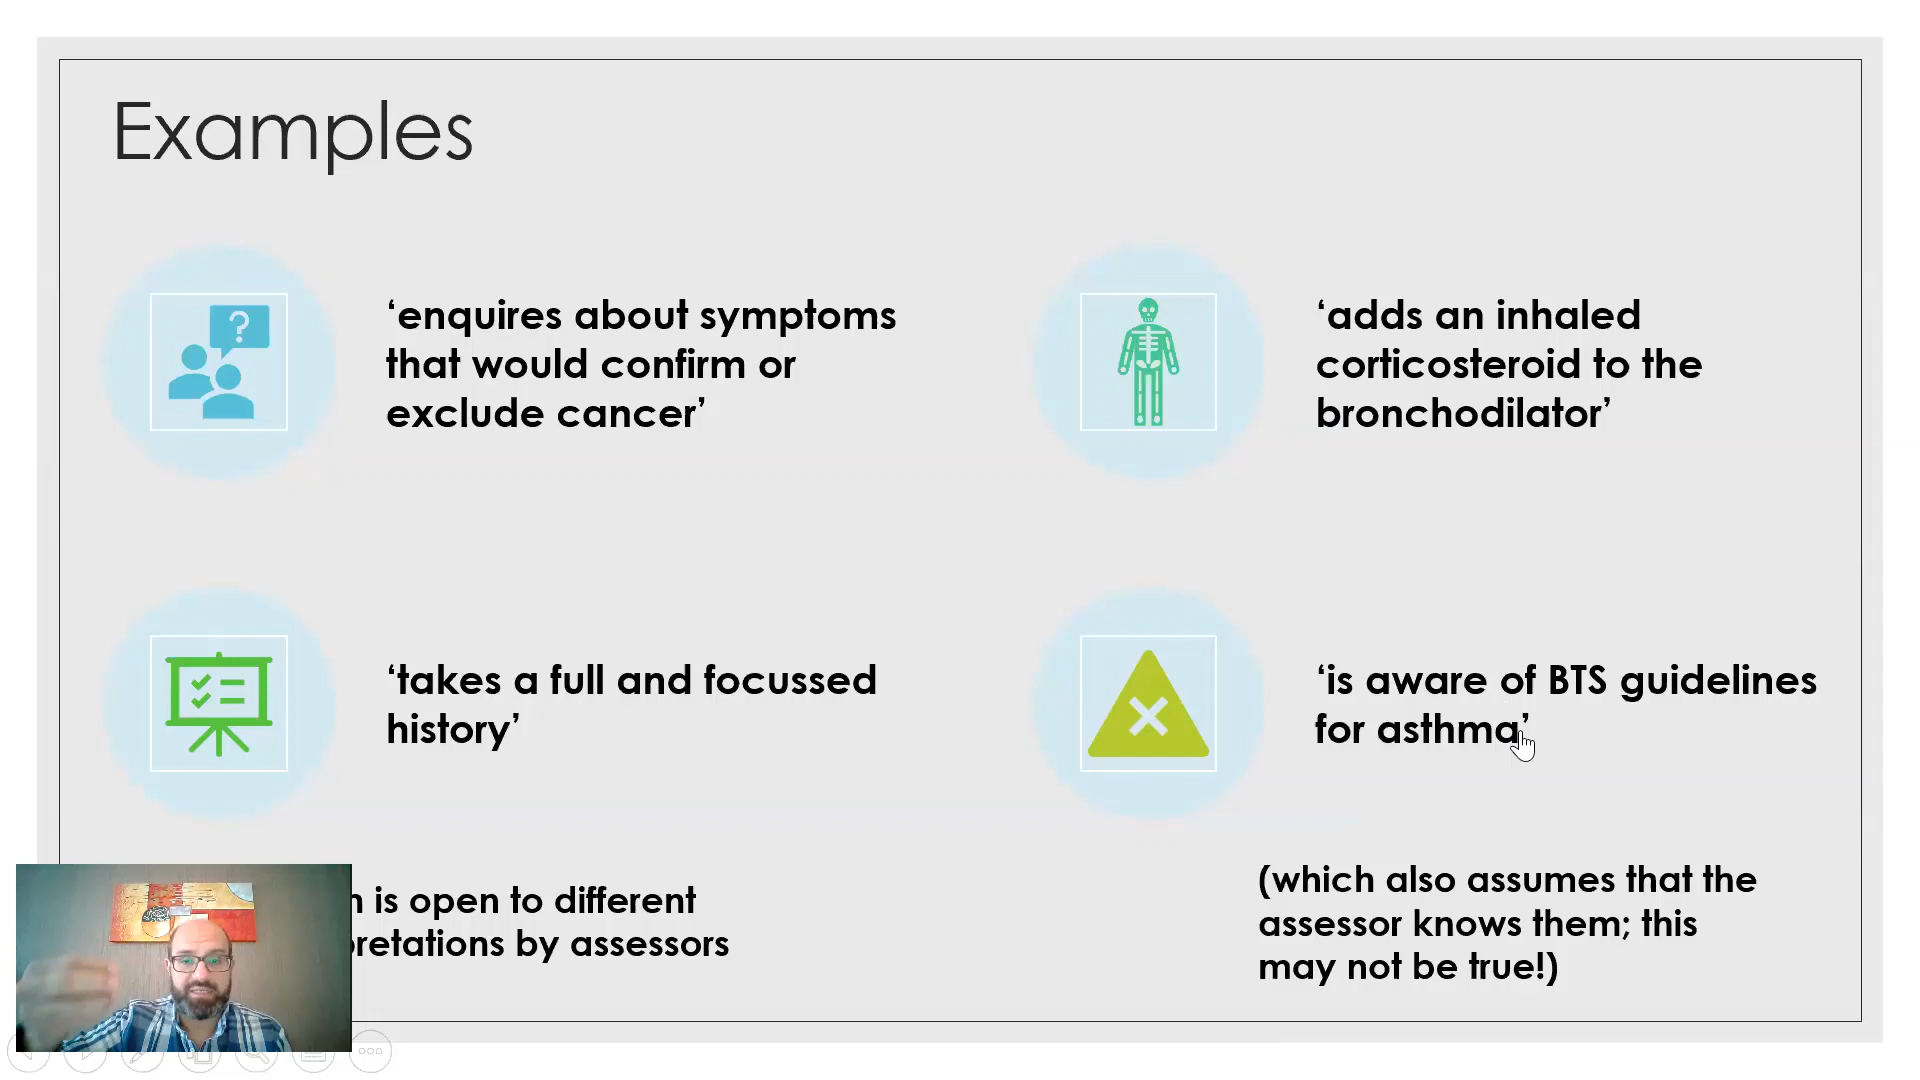 Examples
‘enquires about symptoms
that would confirm or
exclude cancer’
‘adds an inhaled
corticosteroid to the
bronchodilator’
‘takes a full and focussed
history’
‘is aware of BTS guidelines
for asthma’
is open to different
by assessors
(which also assumes that the
assessor knows them; this
may not be true!)